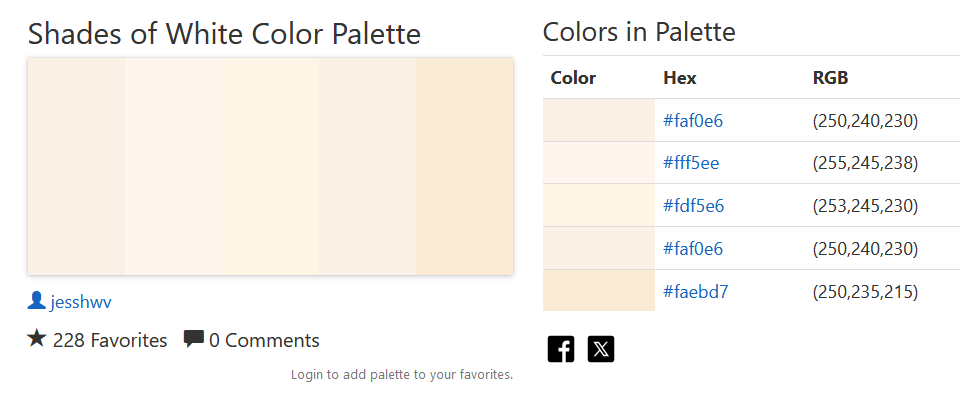 Shades of White Color Palette
jesshwv
228 Favorites 0 Comments
Login to add palette to your favorites.
Colors in Palette
Color Hex RGB
#faf0e6 (250,240,230)
#fff5ee (255,245,238)
#fdf5e6 (253,245,230)
#faf0e6 (250,240,230)
#faebd7 (250,235,215)